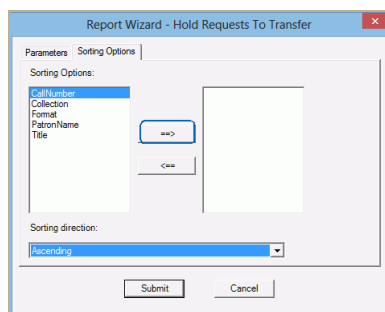 Report Wizard - Hold Requests To Transfer
Parameters
Sorting Options
Sorting Options:
CallNumber
Collection
Format
PatronName
Title
==>
<==
Sorting direction:
Ascending
Submit
Cancel